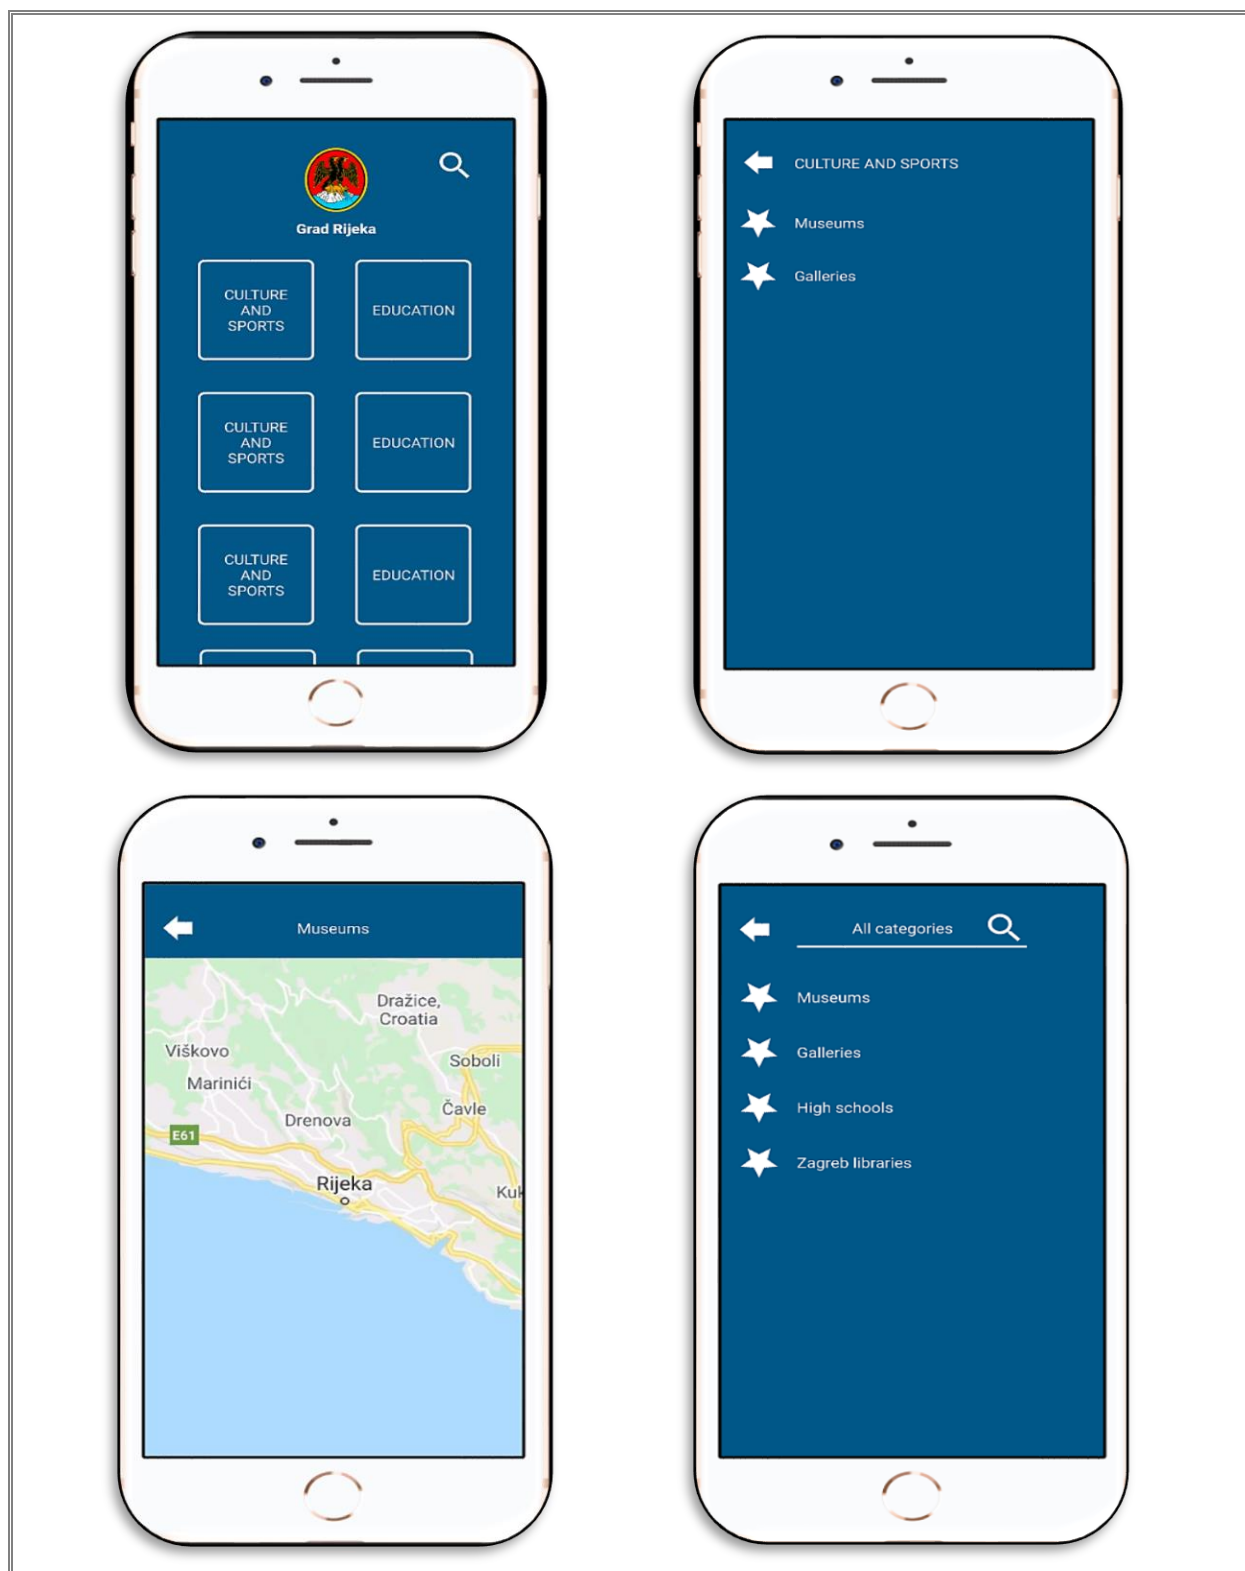 Grad Rijeka
CULTURE
AND
SPORTS
EDUCATION
CULTURE
AND
SPORTS
EDUCATION
CULTURE
AND
SPORTS
EDUCATION
CULTURE AND SPORTS
Museums
Galleries
Museums
Dražice,
Croatia
Viškovo
Soboli
Marinići
Čavle
Drenova
E61
Rijeka
Kuk
All categories
Museums
Galleries
High schools
Zagreb libraries